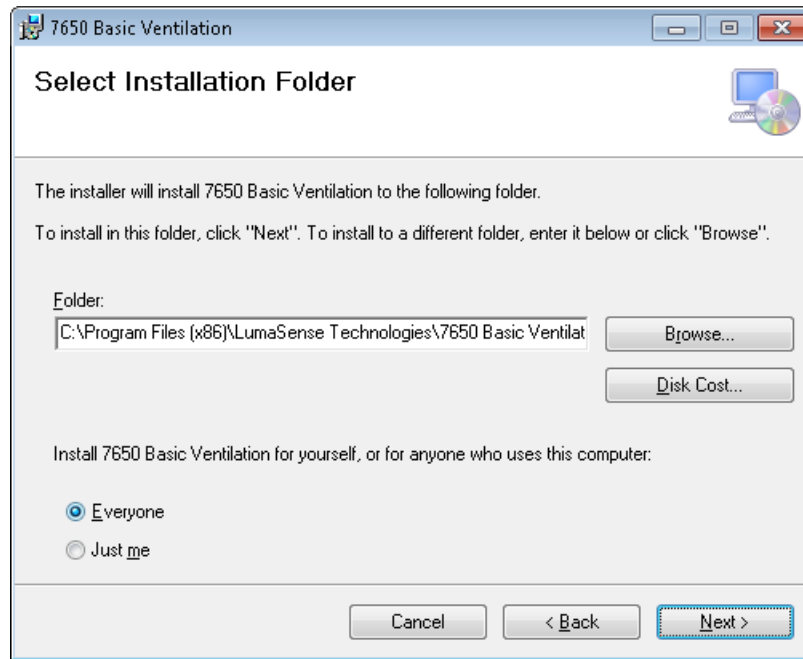 7650 Basic Ventilation
Select Installation Folder
The installer will install 7650 Basic Ventilation to the following folder.
To install in this folder, click "Next". To install to a different folder, enter it below or click "Browse".
Folder:
C:\Program Files (x86)\LumaSense Technologies\7650 Basic Ventilat
Browse...
Disk Cost...
Install 7650 Basic Ventilation for yourself, or for anyone who uses this computer:
Everyone
Just me
Cancel
< Back
Next >